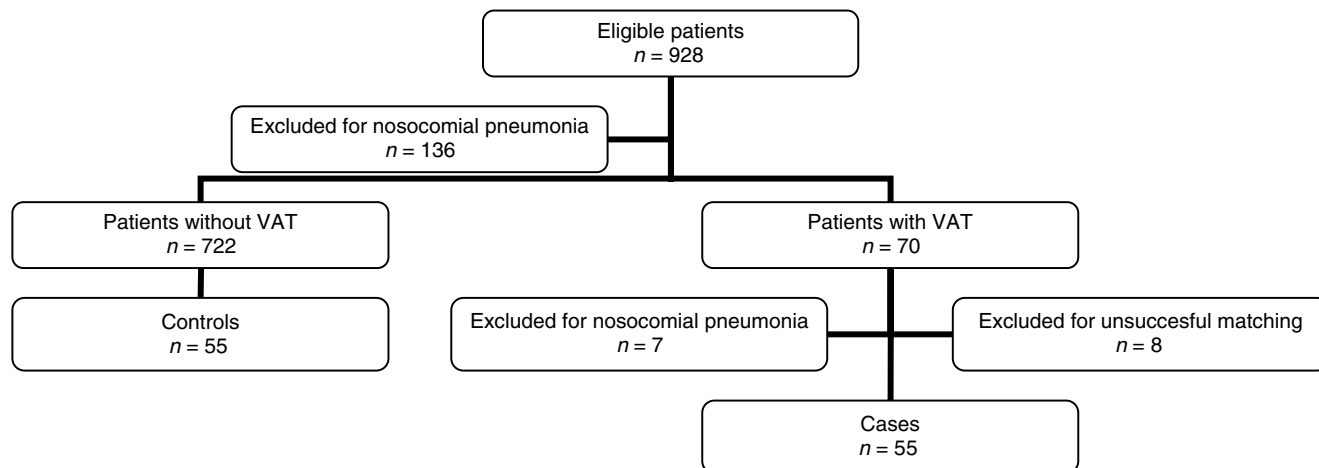 Eligible patients
n = 928
Excluded for nosocomial pneumonia
n = 136
Patients without VAT
n = 722
Patients with VAT
n = 70
Controls
n = 55
Excluded for nosocomial pneumonia
n = 7
Excluded for unsuccesful matching
n = 8
Cases
n = 55